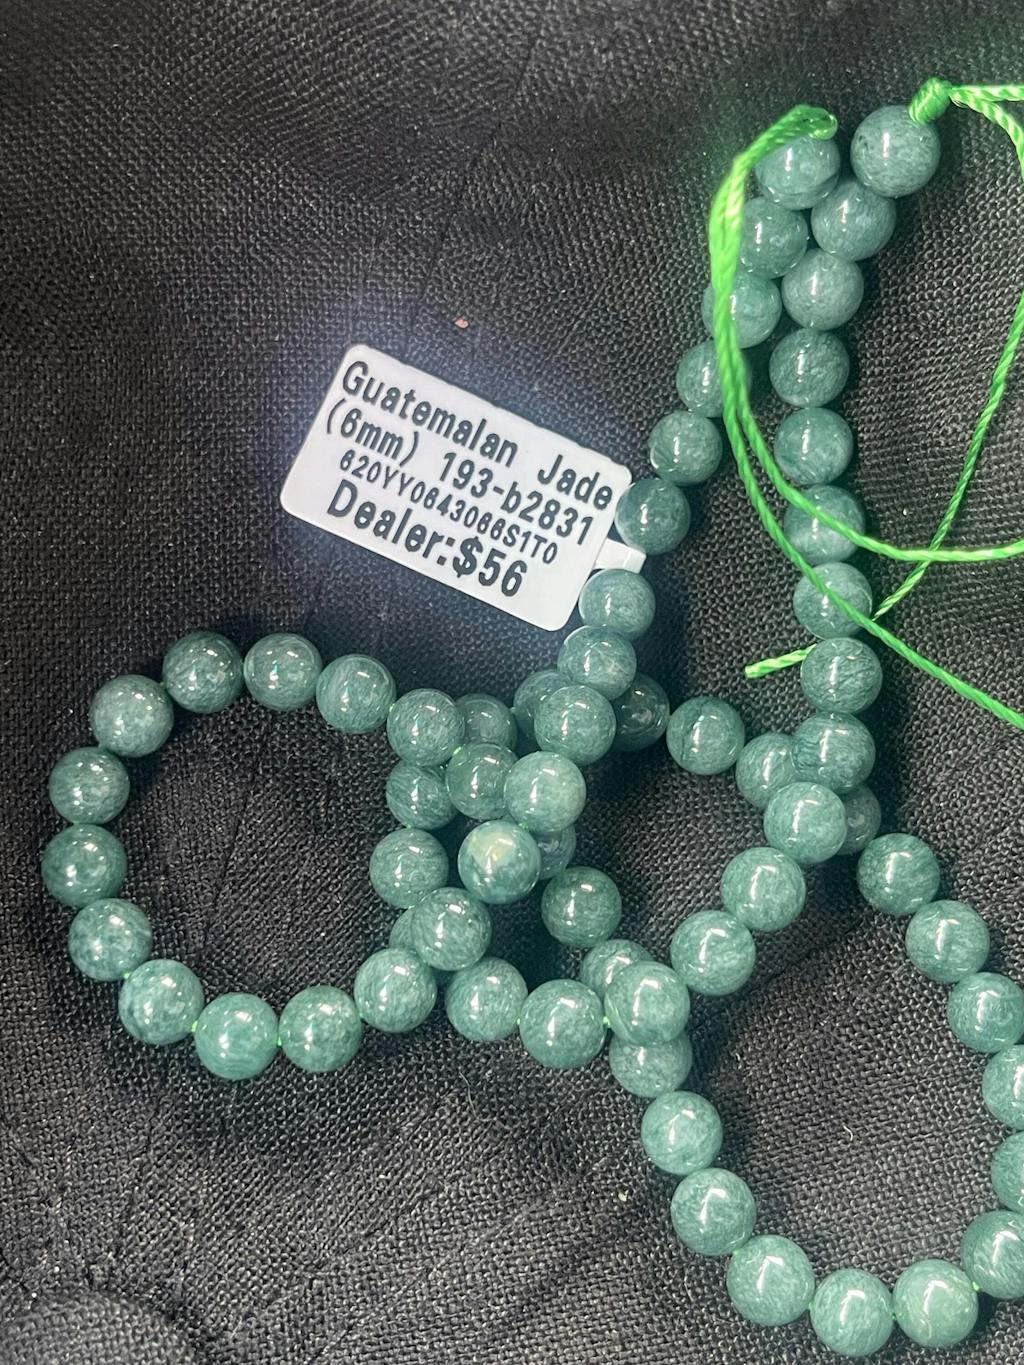 Guatemalan Jade
(6mm) 193-b2831
620YY0643066S1T0
Dealer:$56